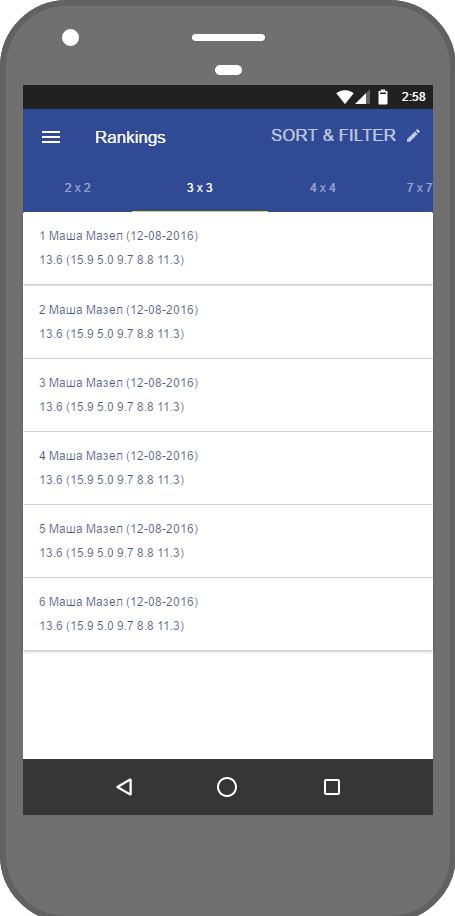 2:58
Rankings SORT & FILTER
2 x 2 3 x 3 4 x 4 7 x 7
1 Маша Мазел (12-08-2016)
13.6 (15.9 5.0 9.7 8.8 11.3)
2 Маша Мазел (12-08-2016)
13.6 (15.9 5.0 9.7 8.8 11.3)
3 Маша Мазел (12-08-2016)
13.6 (15.9 5.0 9.7 8.8 11.3)
4 Маша Мазел (12-08-2016)
13.6 (15.9 5.0 9.7 8.8 11.3)
5 Маша Мазел (12-08-2016)
13.6 (15.9 5.0 9.7 8.8 11.3)
6 Маша Мазел (12-08-2016)
13.6 (15.9 5.0 9.7 8.8 11.3)